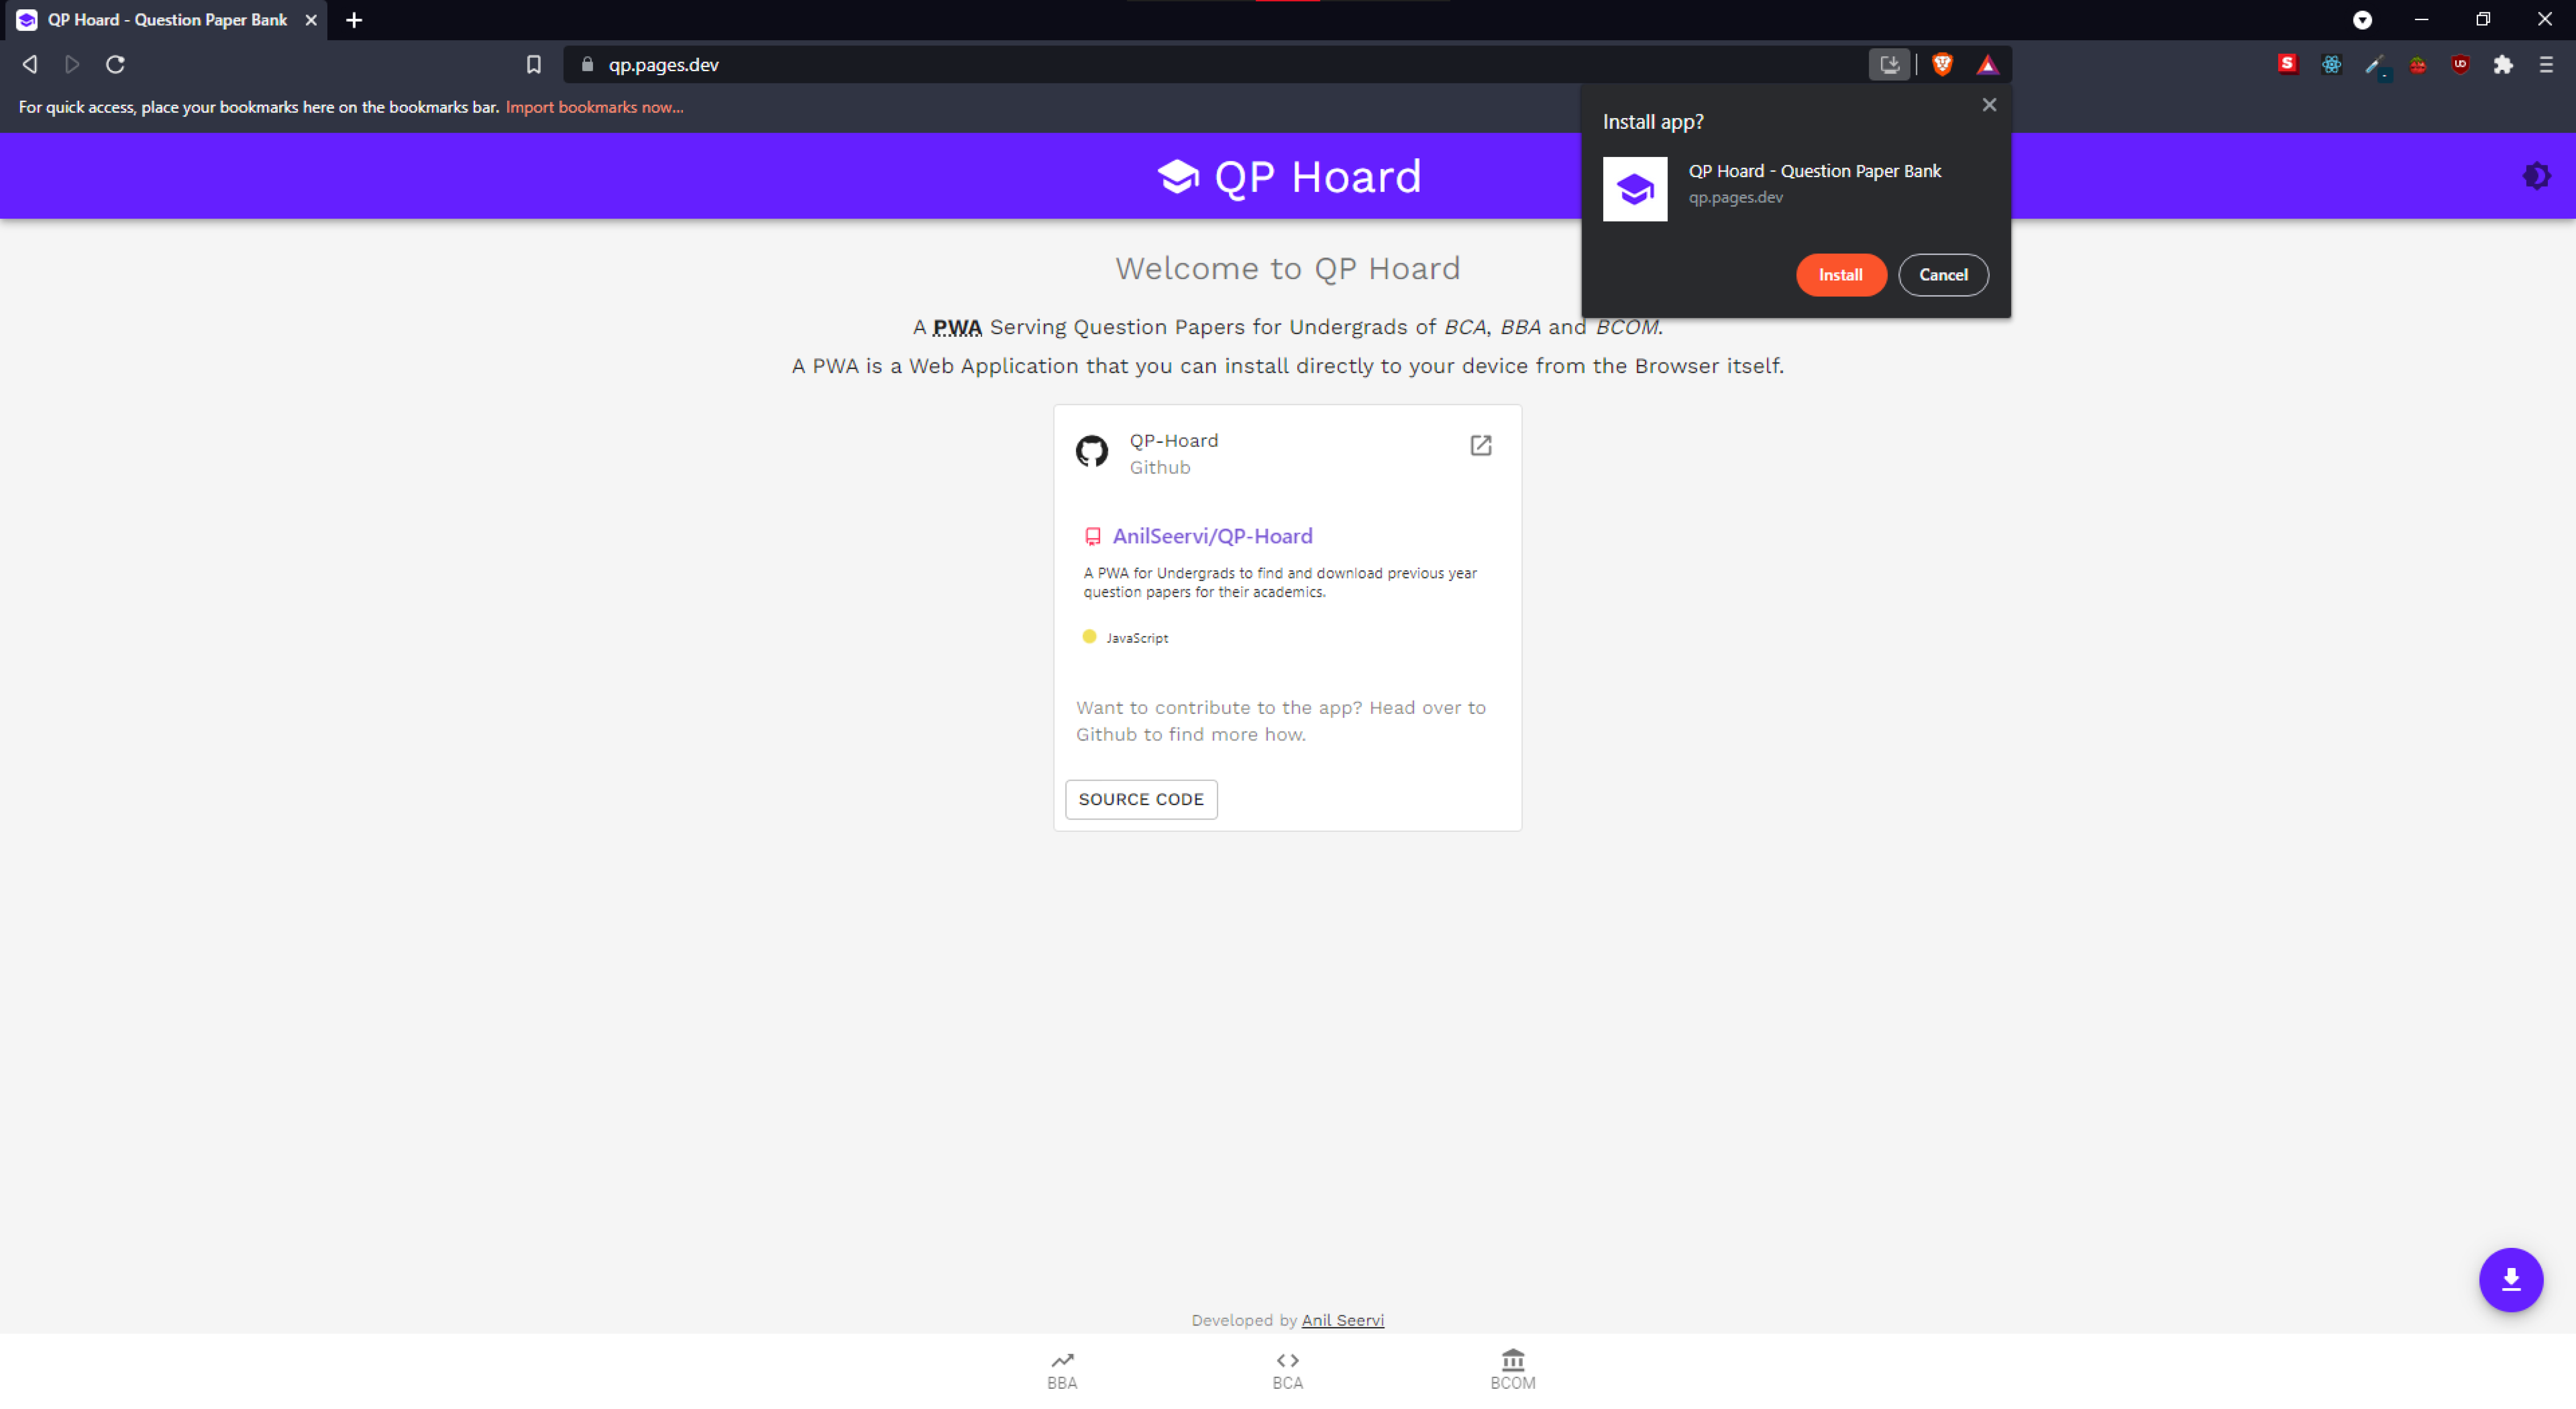 QP Hoard - Question Paper Bank
qp.pages.dev
For quick access, place your bookmarks here on the bookmarks bar. Import bookmarks now...
Install app?
QP Hoard - Question Paper Bank
qp.pages.dev
Install Cancel
QP Hoard
Welcome to QP Hoard
A PWA Serving Question Papers for Undergrads of BCA, BBA and BCOM.
A PWA is a Web Application that you can install directly to your device from the Browser itself.
QP-Hoard
Github
AnilSeervi/QP-Hoard
A PWA for Undergrads to find and download previous year
question papers for their academics.
JavaScript
Want to contribute to the app? Head over to
Github to find more how.
SOURCE CODE
Developed by Anil Seervi
BBA BCA BCOM